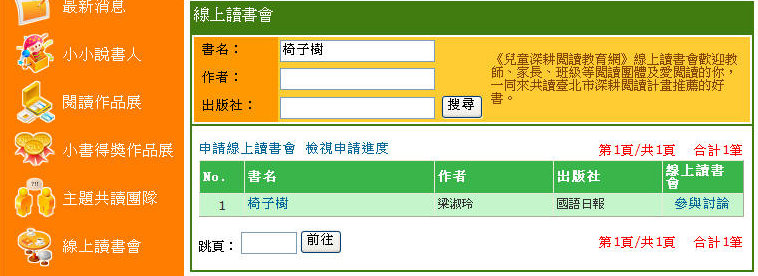 最新消息
小小說書人
閱讀作品展
小書得獎作品展
主題共讀團隊
線上讀書會
線上讀書會
書名： 椅子樹
作者：
出版社： 搜尋
《兒童深耕閱讀教育網》線上讀書會歡迎教
師、家長、班級等閱讀團體及愛閱讀的你，
一同來共讀臺北市深耕閱讀計畫推薦的好
書。
申請線上讀書會 檢視申請進度 第1頁/共1頁 合計1筆
No. 書名 作者 出版社 線上讀書
會
1 椅子樹 梁淑玲 國語日報 參與討論
跳頁： 前往 第1頁/共1頁 合計1筆